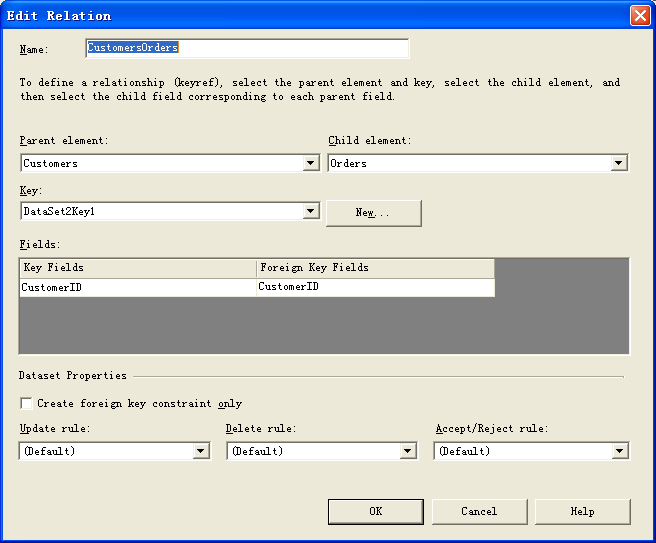 Edit Relation
Name: CustomersOrders
To define a relationship (keyref), select the parent element and key, select the child element, and
then select the child field corresponding to each parent field.
Parent element: Child element:
Customers Orders
Key:
DataSet2Key1 New...
Fields:
Key Fields Foreign Key Fields
CustomerID CustomerID
Dataset Properties
Create foreign key constraint only
Update rule: Delete rule: Accept/Reject rule:
(Default) (Default) (Default)
OK Cancel Help